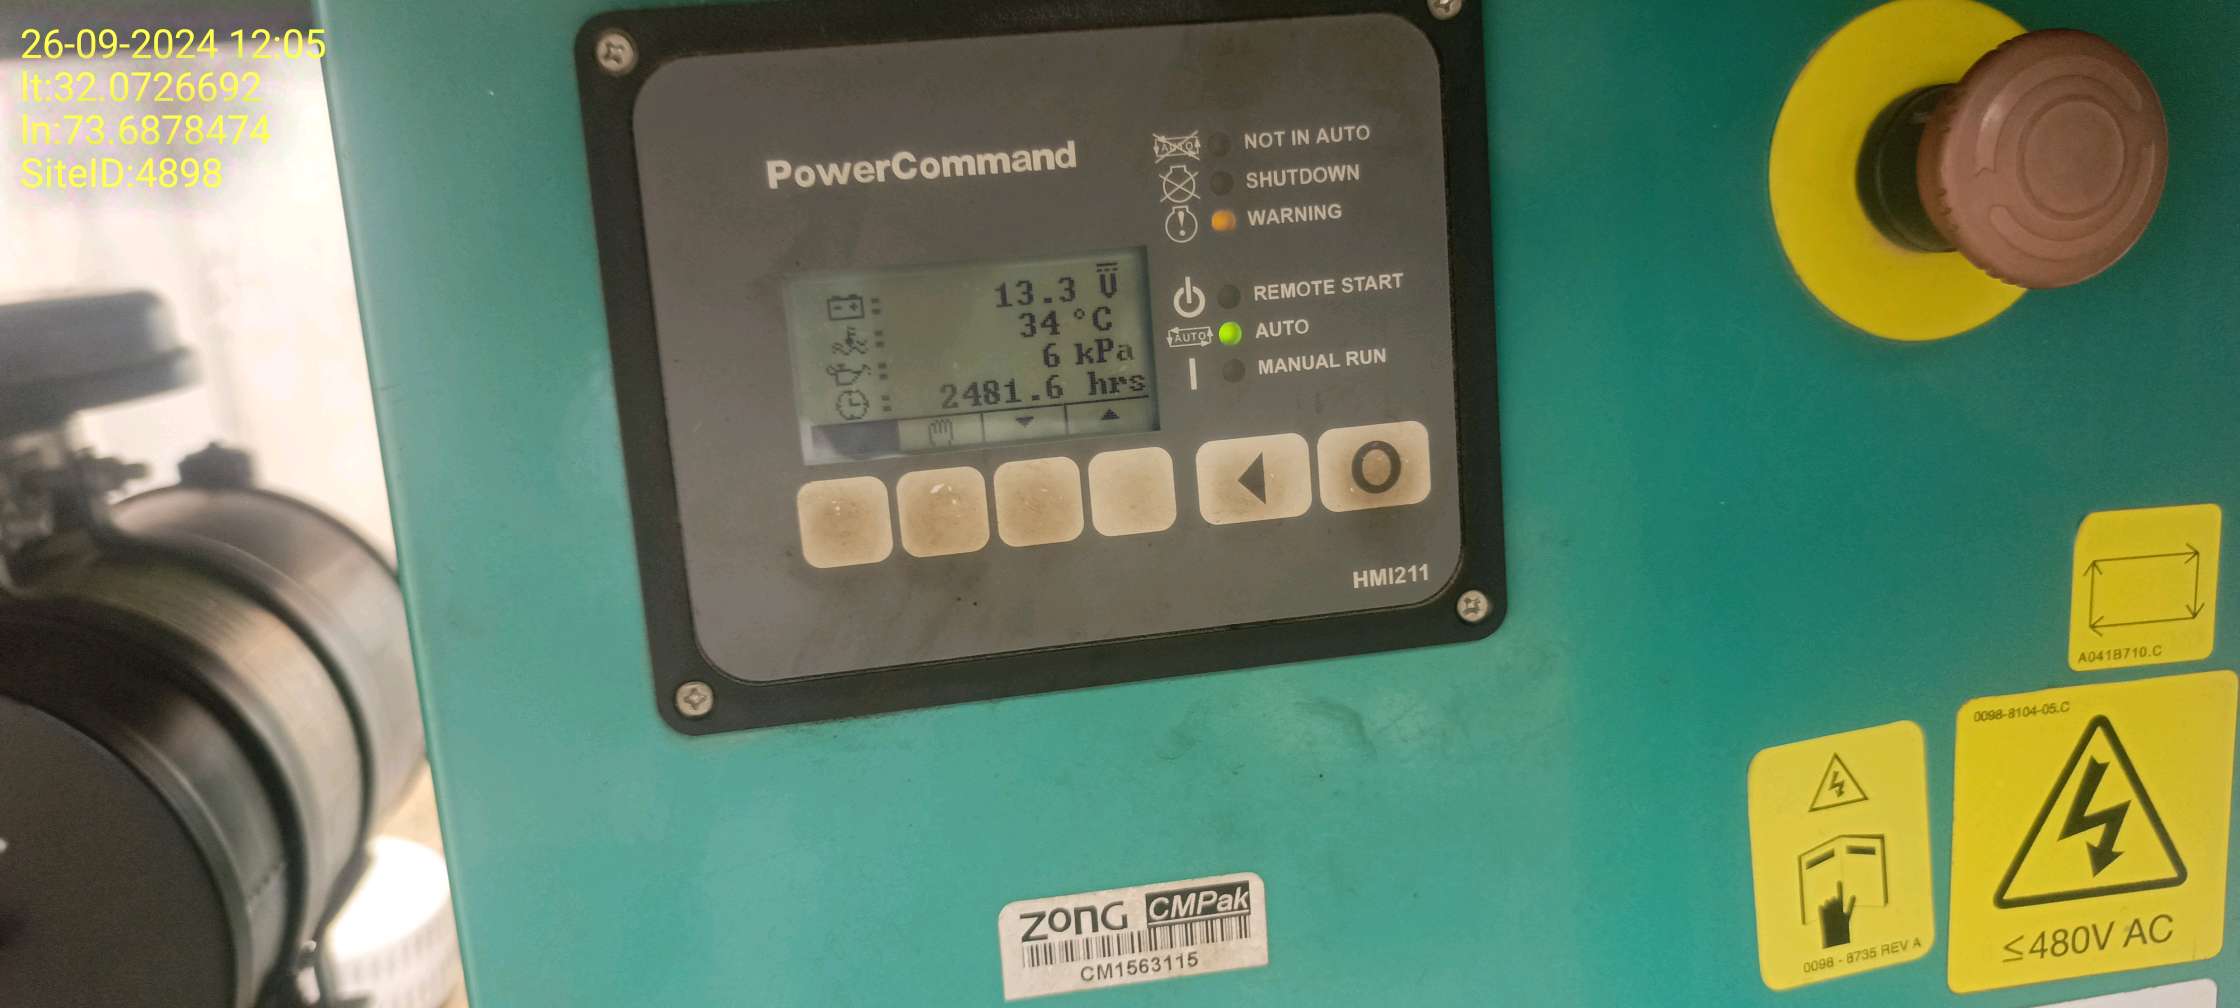 26-09-2024 12:05
lt:32.0726692
ln:73.6878474
SiteID:4898
PowerCommand
AUTO NOT IN AUTO
SHUTDOWN
WARNING
13.3 V
34 °C
6 kPa
2481.6 hrs
REMOTE START
AUTO AUTO
MANUAL RUN
HMI211
A041B710.C
0098-8104-05.C
≤480V AC
0098 - 8735 REV A
ZONG CMPak
CM1563115